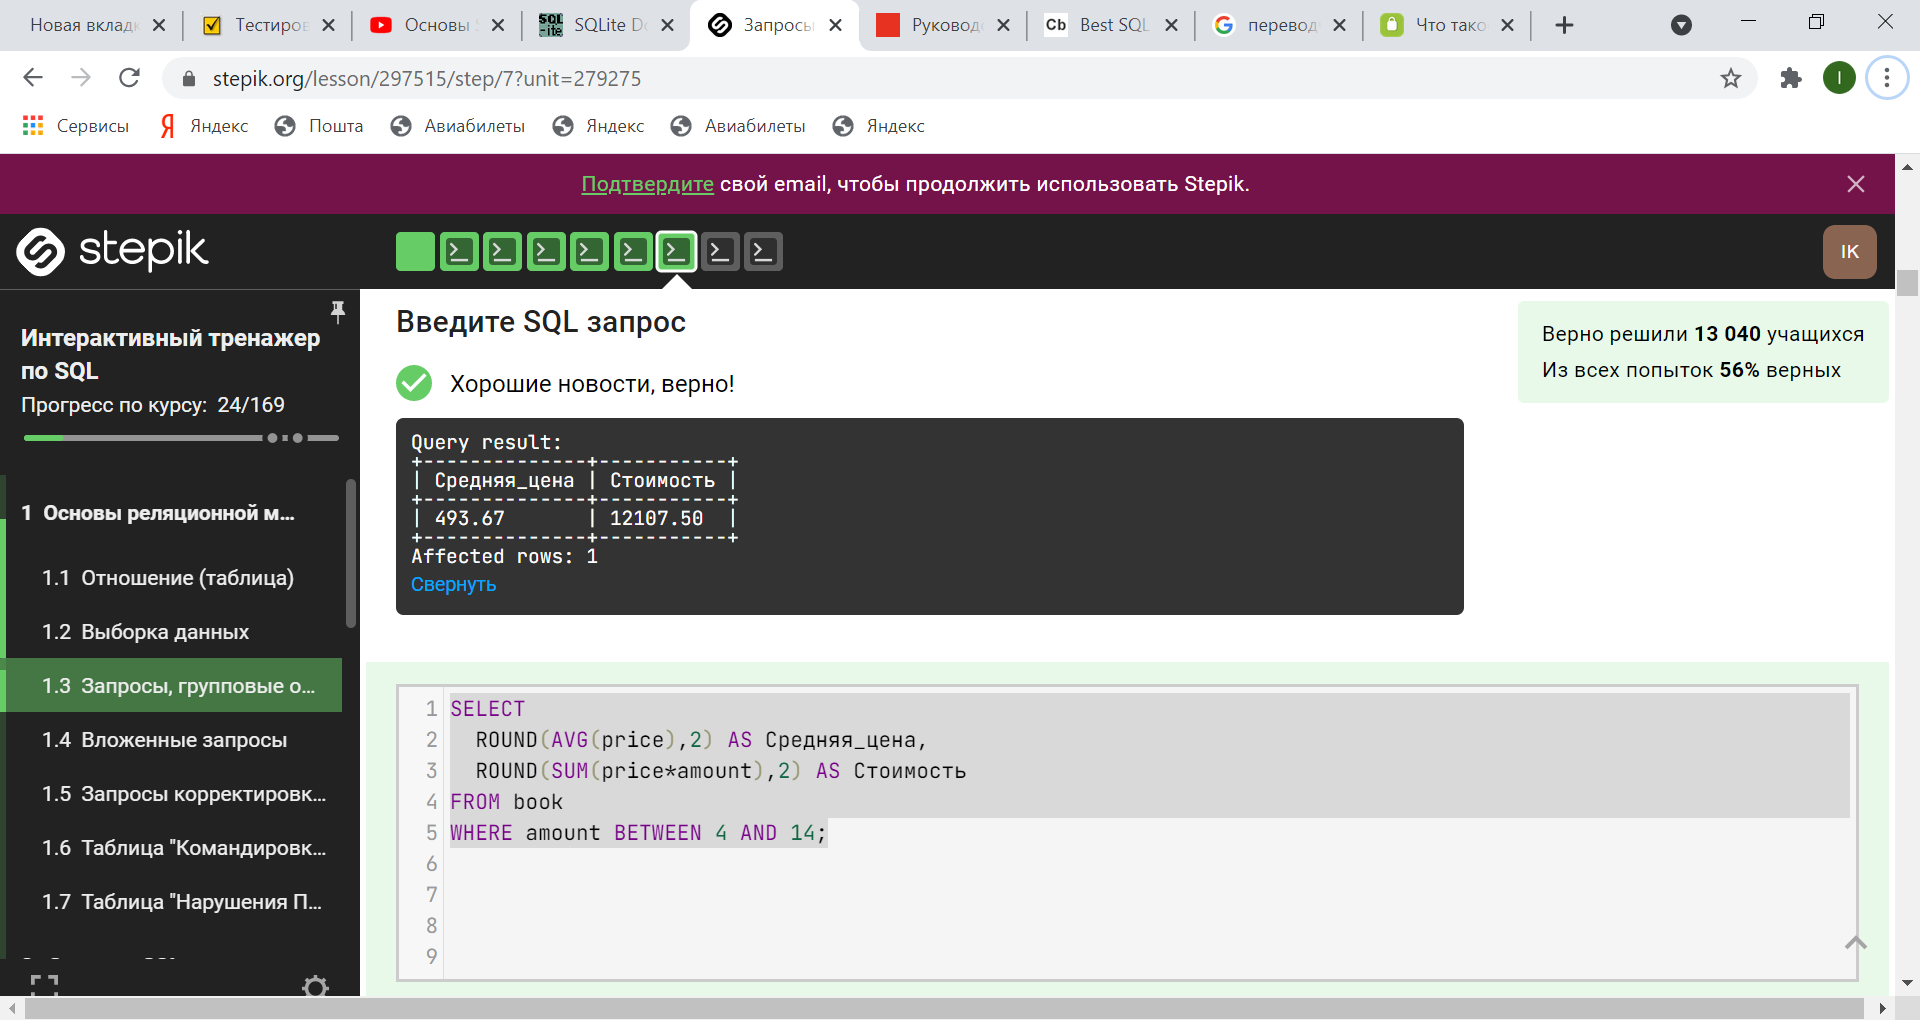 Новая вклад
Тестиров
Основы
SQLite D
Запросы
Руковод
Cb Best SQL
перевод
Что тако
stepik.org/lesson/297515/step/7?unit=279275
I
Сервисы
Яндекс
Пошта
Авиабилеты
Яндекс
Авиабилеты
Яндекс
Подтвердите свой email, чтобы продолжить использовать Stepik.
stepik
IK
Интерактивный тренажер
по SQL
Прогресс по курсу: 24/169
1 Основы реляционной м...
1.1 Отношение (таблица)
1.2 Выборка данных
1.3 Запросы, групповые о...
1.4 Вложенные запросы
1.5 Запросы корректировк...
1.6 Таблица "Командировк...
1.7 Таблица "Нарушения П...
Введите SQL запрос
Хорошие новости, верно!
Верно решили 13 040 учащихся
Из всех попыток 56% верных
Query result:
+--------------+-----------+
| Средняя_цена | Стоимость |
+--------------+-----------+
| 493.67       | 12107.50  |
+--------------+-----------+
Affected rows: 1
Свернуть
1 SELECT
2 ROUND(AVG(price),2) AS Средняя_цена,
3 ROUND(SUM(price*amount),2) AS Стоимость
4 FROM book
5 WHERE amount BETWEEN 4 AND 14;
6
7
8
9